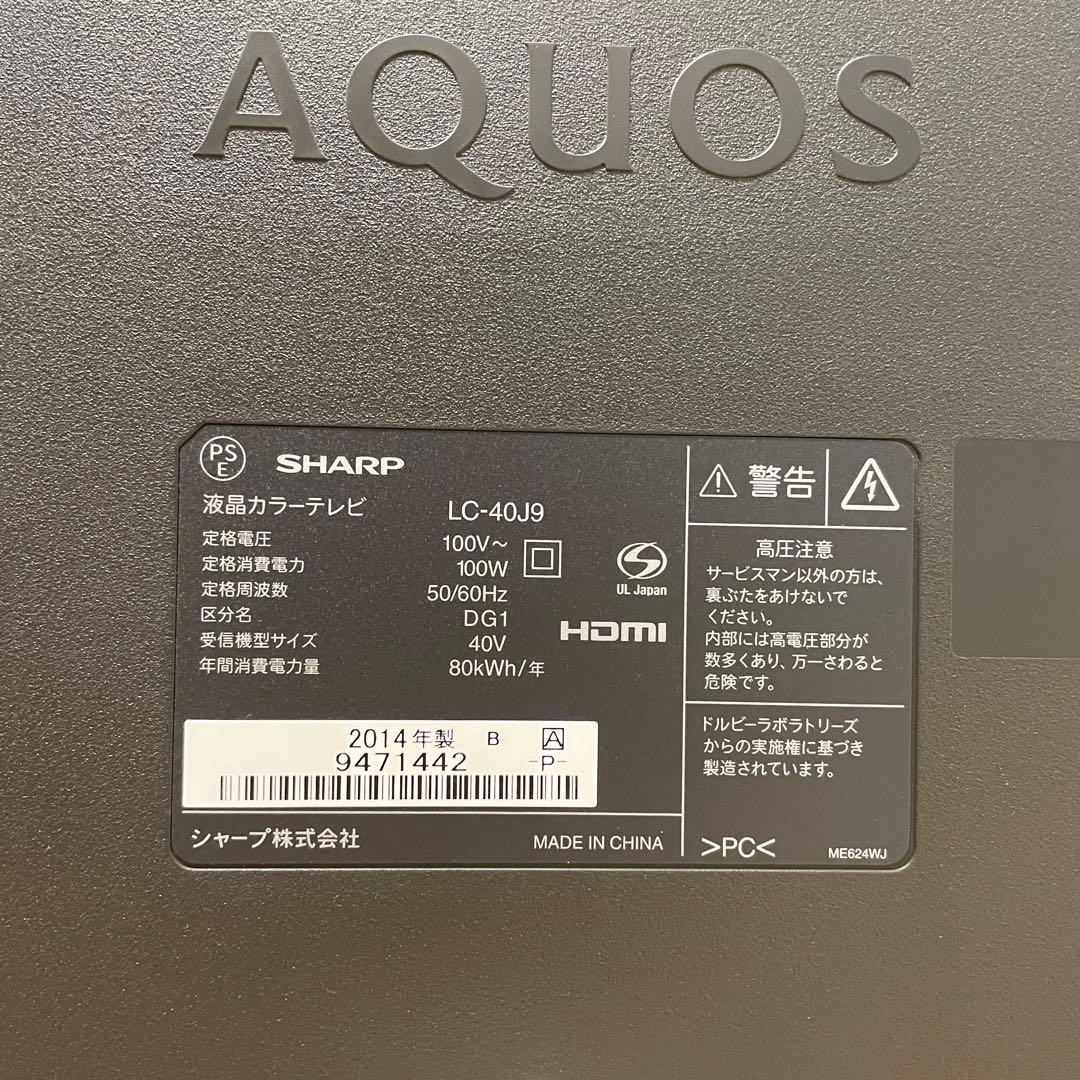 AQUOS
PS
E
SHARP
液晶カラーテレビ LC-40J9
定格電圧 100V～
定格消費電力 100W
定格周波数 50/60Hz
区分名 DG1
受信機型サイズ 40V
年間消費電力量 80kWh/年
S
UL Japan
HDMI
2014年製 B A
9471442 -P-
シャープ株式会社 MADE IN CHINA
警告
高圧注意
サービスマン以外の方は、
裏ぶたをあけないで
ください。
内部には高電圧部分が
数多くあり、万一さわると
危険です。
ドルビーラボラトリーズ
からの実施権に基づき
製造されています。
>PC< ME624WJ